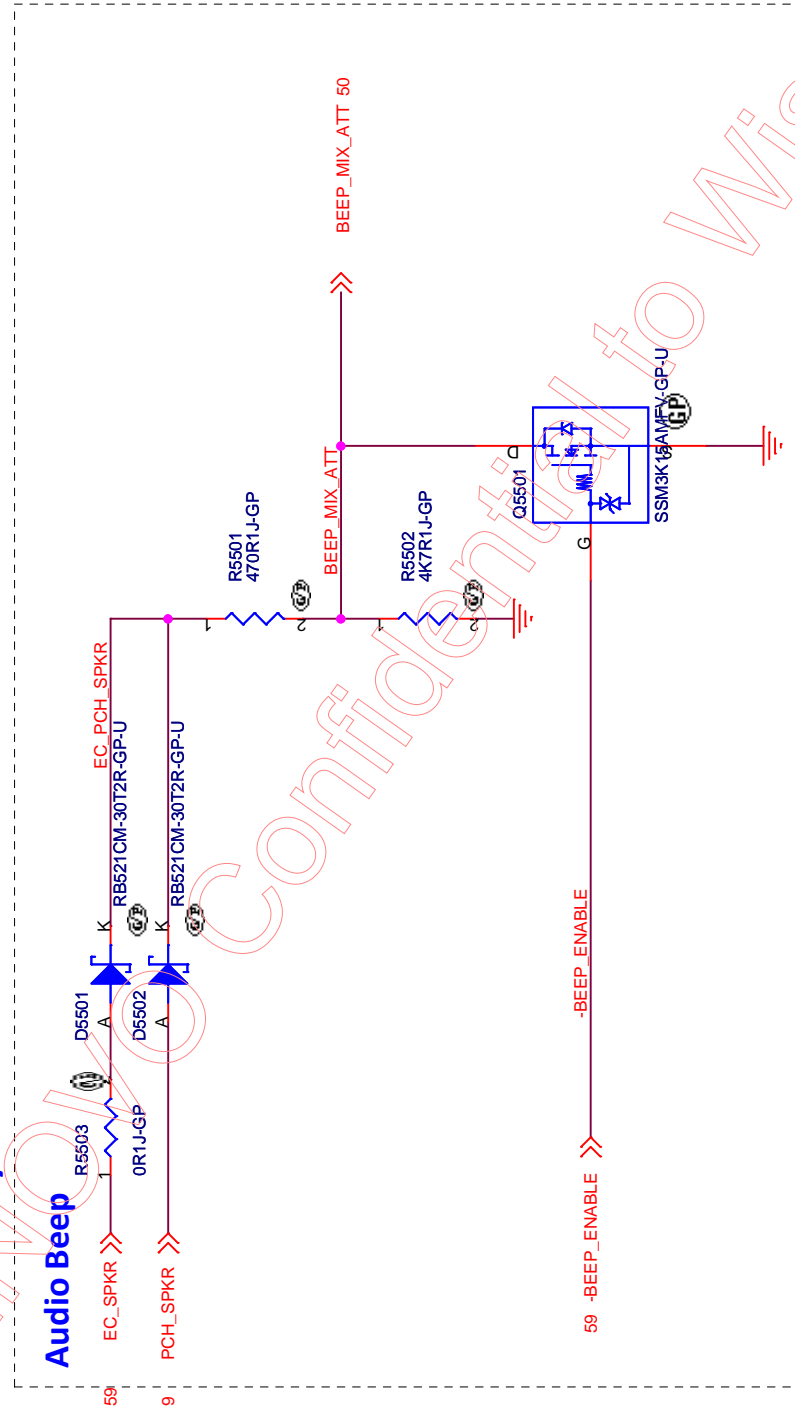 Audio Beep
59 EC_SPKR
9 PCH_SPKR
R5503
0R1J-GP
1
D5501
A
K
RB521CM-30T2R-GP-U
D5502
A
K
RB521CM-30T2R-GP-U
EC_PCH_SPKR
R5501
470R1J-GP
1
2
BEEP_MIX_ATT
BEEP_MIX_ATT 50
R5502
4K7R1J-GP
1
2
Q5501
D
G
SSM3K15AMFV-GP-U
GP
59 -BEEP_ENABLE
-BEEP_ENABLE
Confidential to